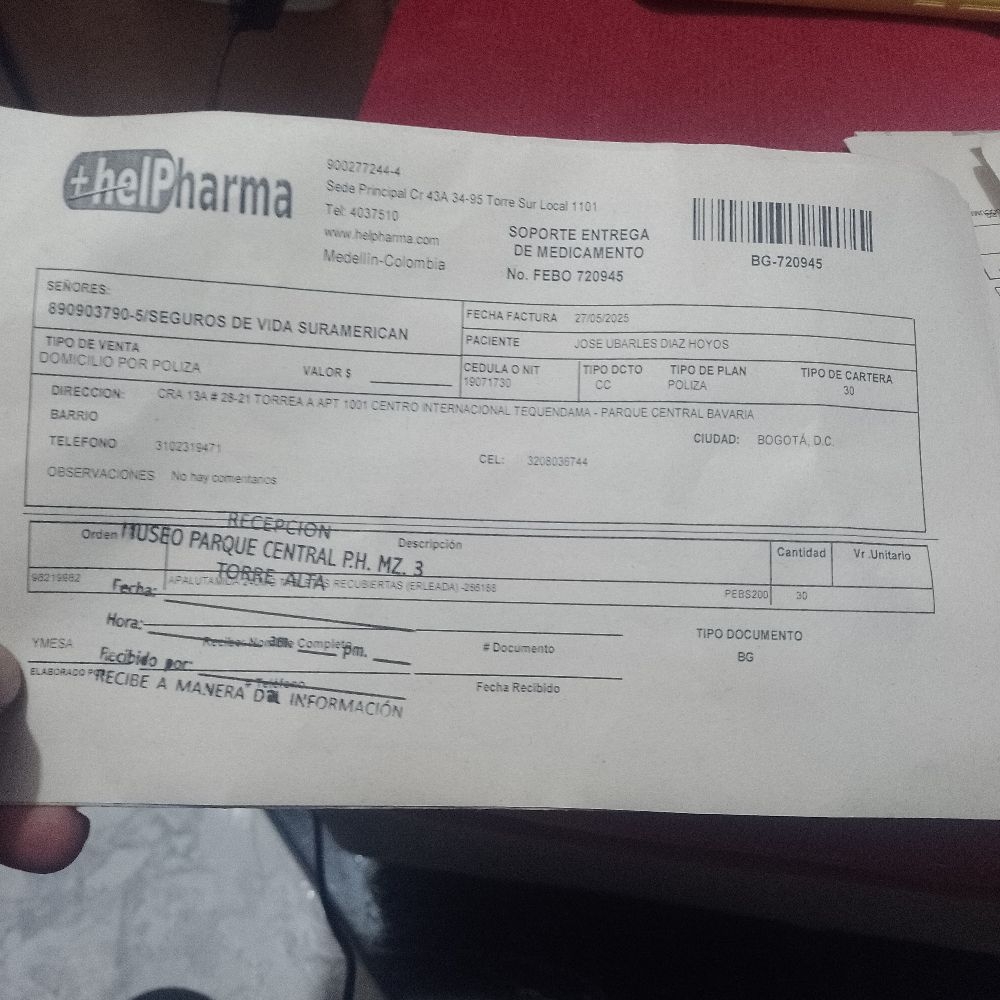 +helPharma
900277244-4
Sede Principal Cr 43A 34-95 Torre Sur Local 1101
Tel: 4037510
www.helpharma.com
Medellin-Colombia
SOPORTE ENTREGA
DE MEDICAMENTO
No. FEBO 720945
BG-720945
SEÑORES:
890903790-5/SEGUROS DE VIDA SURAMERICAN
FECHA FACTURA 27/05/2025
PACIENTE JOSE UBARLES DIAZ HOYOS
TIPO DE VENTA
DOMICILIO POR POLIZA
VALOR $
CEDULA O NIT
19071730
TIPO DCTO
CC
TIPO DE PLAN
POLIZA
TIPO DE CARTERA
30
DIRECCION: CRA 13A # 28-21 TORRE A APT 1001 CENTRO INTERNACIONAL TEQUENDAMA - PARQUE CENTRAL BAVARIA
BARRIO
CIUDAD: BOGOTÁ, D.C.
TELEFONO 3102319471
CEL: 3208036744
OBSERVACIONES No hay comentarios
RECEPCION
MUSEO PARQUE CENTRAL P.H. MZ. 3
TORRE ALTA
Orden Descripción Cantidad Vr .Unitario
98219862 RECUBIERTAS (ERLEADA) PEBS200 30
Fecha:
Hora: pm.
Recibe: Nombre Completo
# Documento
TIPO DOCUMENTO
BG
YMESA
Recibido por:
# Teléfono
Fecha Recibido
ELABORADO
RECIBE A MANERA DE INFORMACIÓN